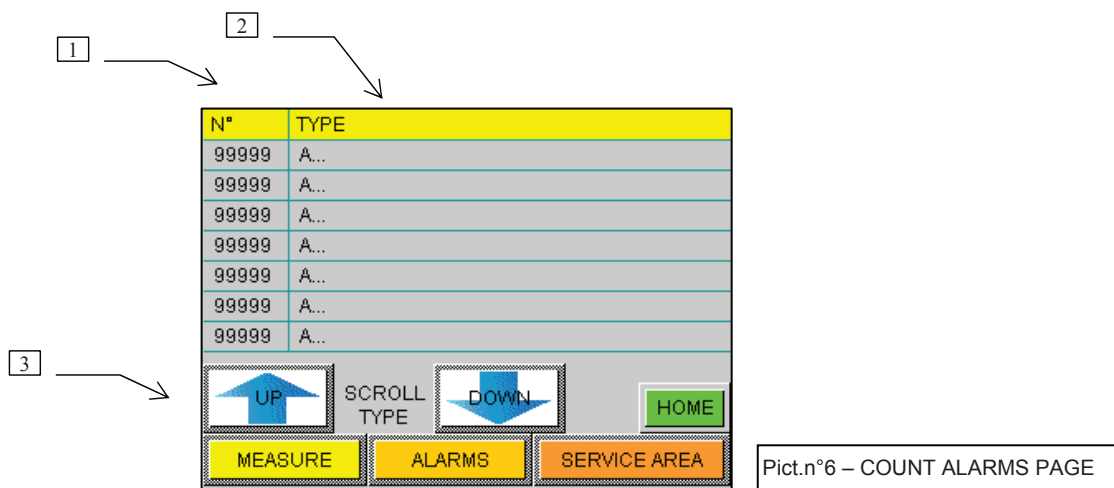 2
1
N° TYPE
99999 A...
99999 A...
99999 A...
99999 A...
99999 A...
99999 A...
99999 A...
3
UP SCROLL TYPE DOWN HOME
MEASURE ALARMS SERVICE AREA
Pict.n°6 – COUNT ALARMS PAGE